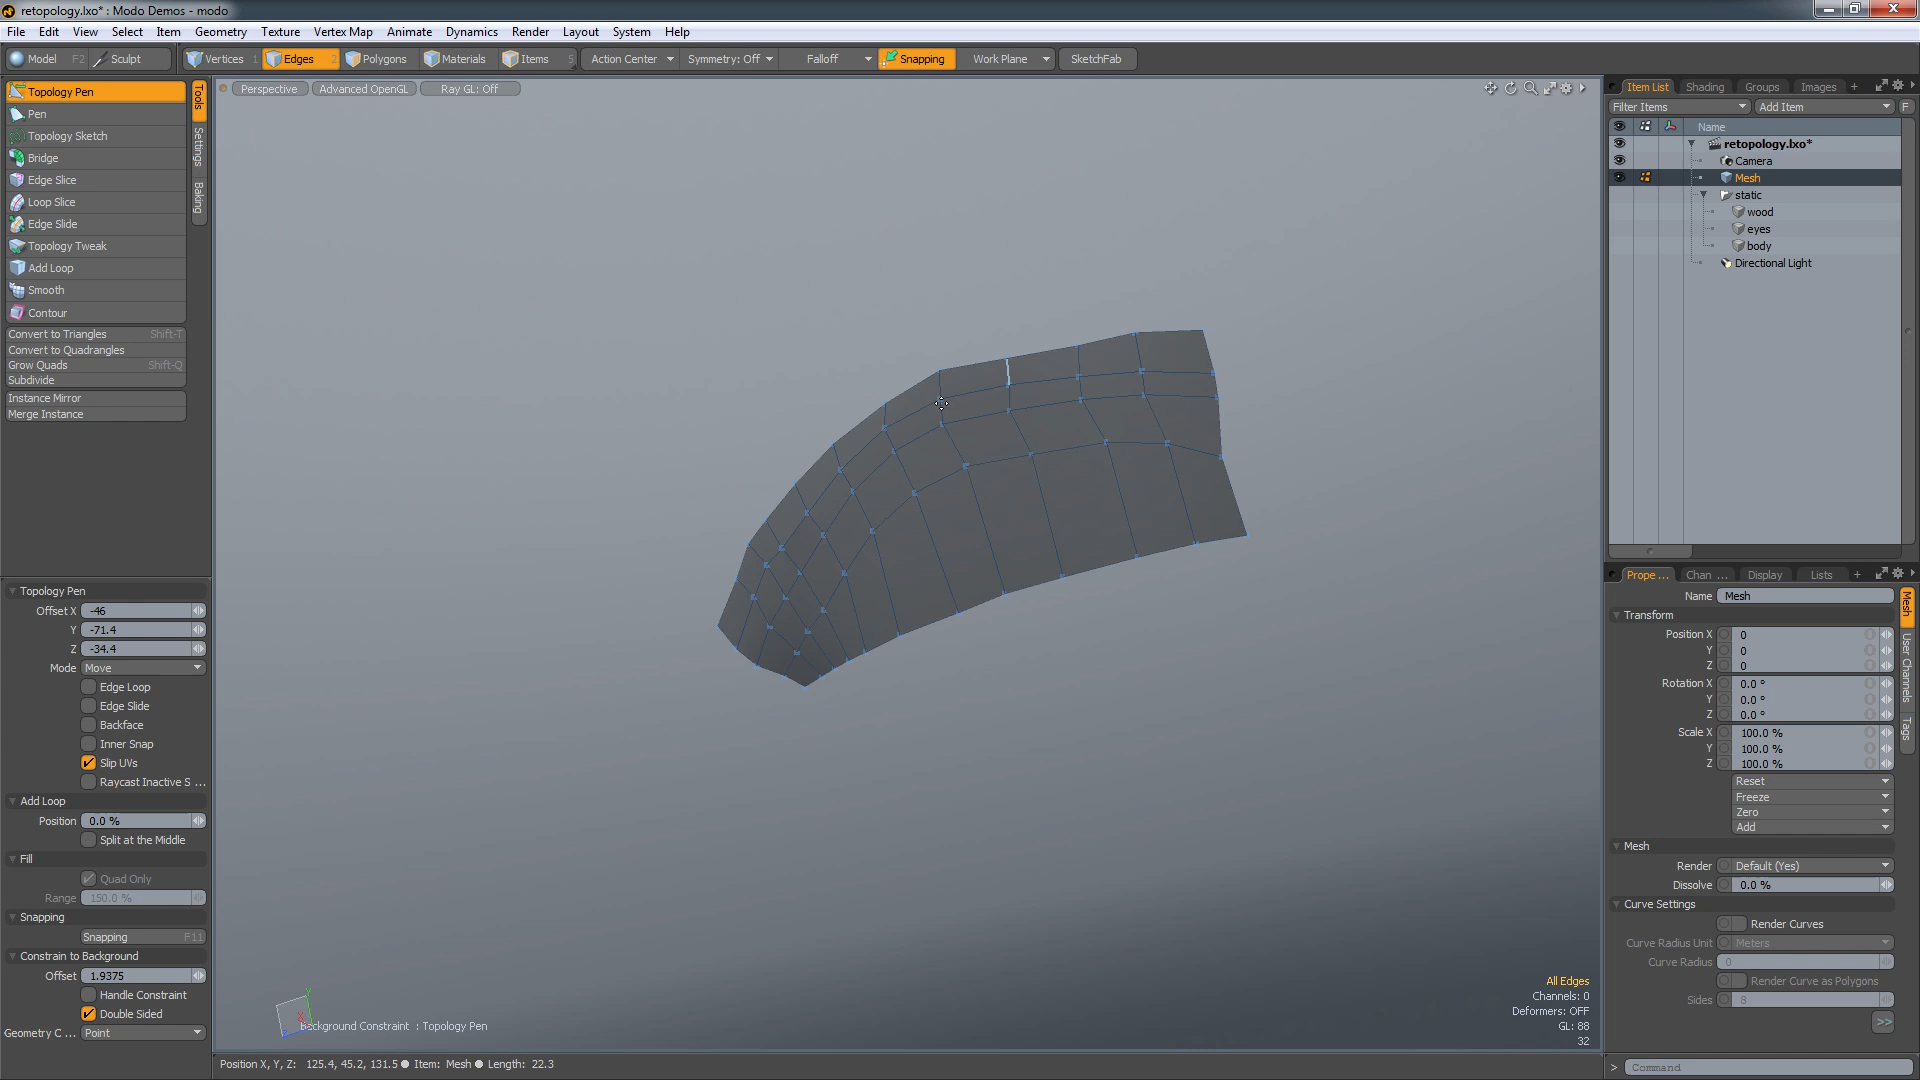 retopology.lxo* : Modo Demos - modo
File Edit View Select Item Geometry Texture Vertex Map Animate Dynamics Render Layout System Help
Model F2 Sculpt Vertices 1 Edges 2 Polygons Materials Items 5 Action Center Symmetry: Off Falloff Snapping Work Plane SketchFab
Topology Pen
Pen
Topology Sketch
Bridge
Edge Slice
Loop Slice
Edge Slide
Topology Tweak
Add Loop
Smooth
Contour
Convert to Triangles Shift-T
Convert to Quadrangles
Grow Quads Shift-Q
Subdivide
Instance Mirror
Merge Instance
Tools
Settings
Baking
Perspective Advanced OpenGL Ray GL: Off
Topology Pen
Offset X -46
Y -71.4
Z -34.4
Mode Move
Edge Loop
Edge Slide
Backface
Inner Snap
Slip UVs
Raycast Inactive S ...
Add Loop
Position 0.0 %
Split at the Middle
Fill
Quad Only
Range 150.0 %
Snapping
Snapping F11
Constrain to Background
Offset 1.9375
Handle Constraint
Double Sided
Geometry C ... Point
Y
X
Z
background Constraint : Topology Pen
All Edges
Channels: 0
Deformers: OFF
GL: 88
32
Position X, Y, Z: 125.4, 45.2, 131.5 Item: Mesh Length: 22.3
Item List Shading Groups Images +
Filter Items Add Item F
Name
retopology.lxo*
Camera
Mesh
static
wood
eyes
body
Directional Light
Prope ... Chan ... Display Lists +
Name Mesh
Transform
Position X 0
Y 0
Z 0
Rotation X 0.0 °
Y 0.0 °
Z 0.0 °
Scale X 100.0 %
Y 100.0 %
Z 100.0 %
Reset
Freeze
Zero
Add
Mesh
Render Default (Yes)
Dissolve 0.0 %
Curve Settings
Render Curves
Curve Radius Unit Meters
Curve Radius 0
Render Curve as Polygons
Sides 8
>>
Mesh
User Channels
Tags
> Command